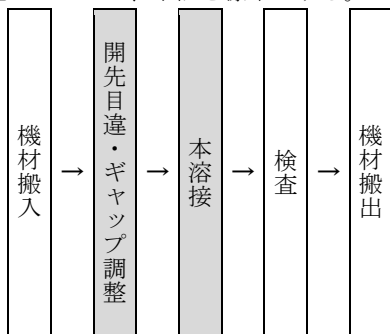 機材搬入
→
開先目違・ギャップ調整
→
本溶接
→
検査
→
機材搬出